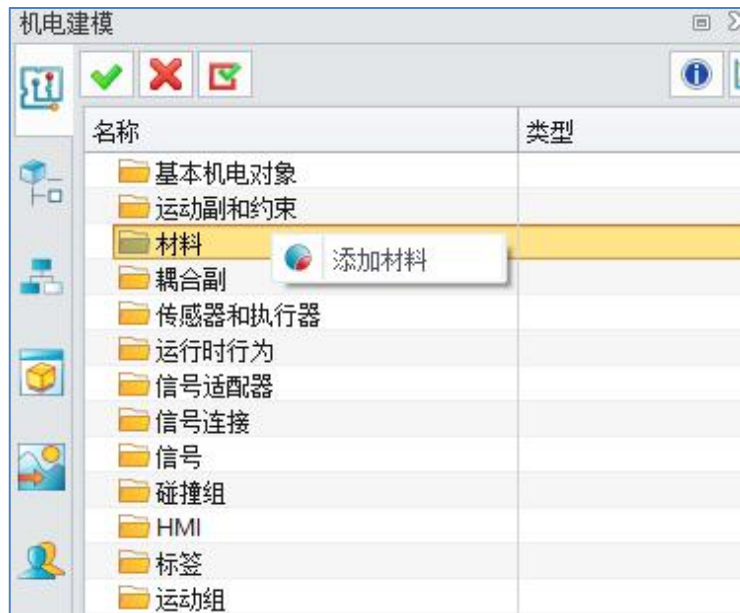 机电建模
名称 类型
基本机电对象
运动副和约束
材料
添加材料
耦合副
传感器和执行器
运行时行为
信号适配器
信号连接
信号
碰撞组
HMI
标签
运动组